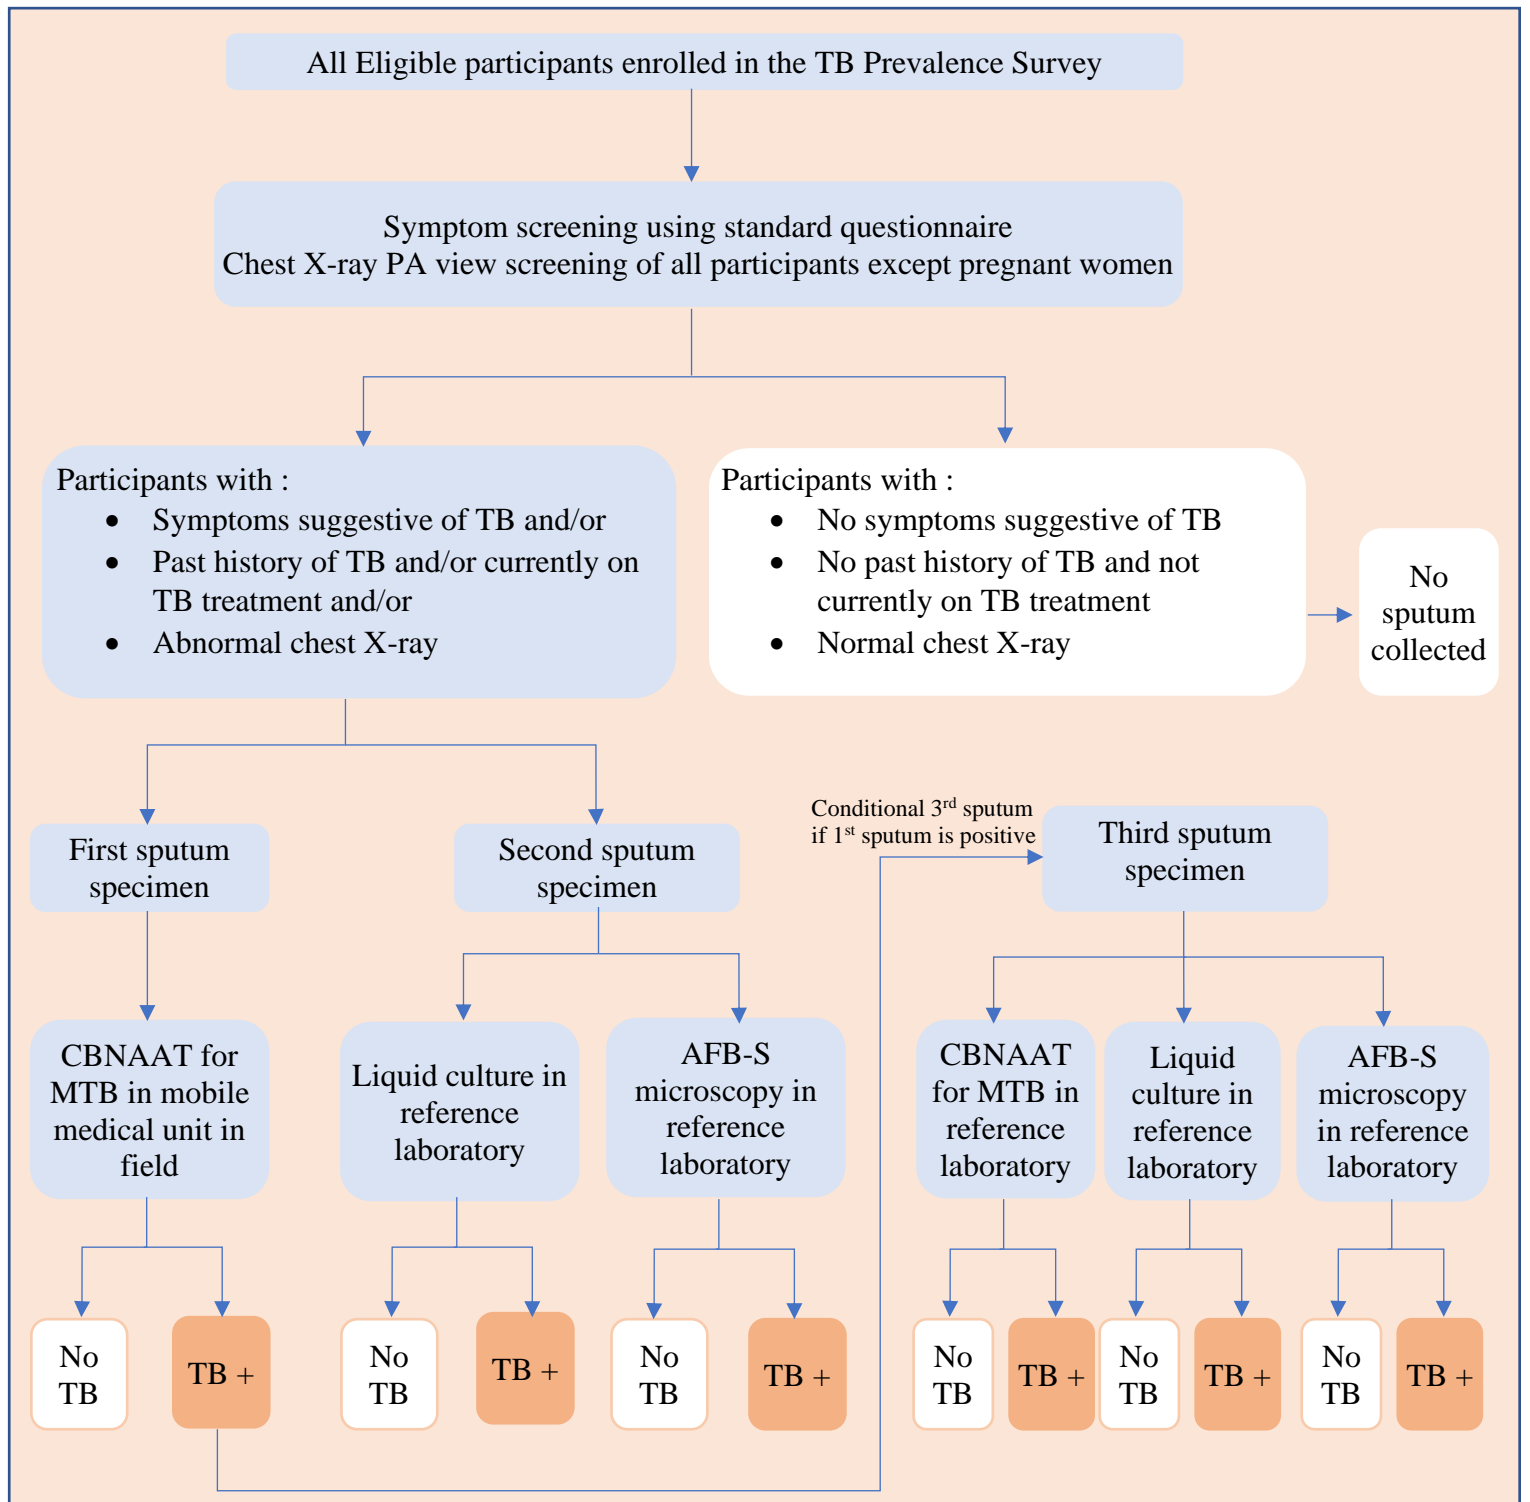 All Eligible participants enrolled in the TB Prevalence Survey
Symptom screening using standard questionnaire
Chest X-ray PA view screening of all participants except pregnant women
Participants with :
• Symptoms suggestive of TB and/or
• Past history of TB and/or currently on
TB treatment and/or
• Abnormal chest X-ray
Participants with :
• No symptoms suggestive of TB
• No past history of TB and not
currently on TB treatment
• Normal chest X-ray
No
sputum
collected
First sputum
specimen
Second sputum
specimen
Conditional 3rd sputum
if 1st sputum is positive
Third sputum
specimen
CBNAAT for
MTB in mobile
medical unit in
field
Liquid culture in
reference
laboratory
AFB-S
microscopy in
reference
laboratory
CBNAAT
for MTB in
reference
laboratory
Liquid
culture in
reference
laboratory
AFB-S
microscopy
in reference
laboratory
No
TB
TB +
No
TB
TB +
No
TB
TB +
No
TB
TB +
No
TB
TB +
No
TB
TB +